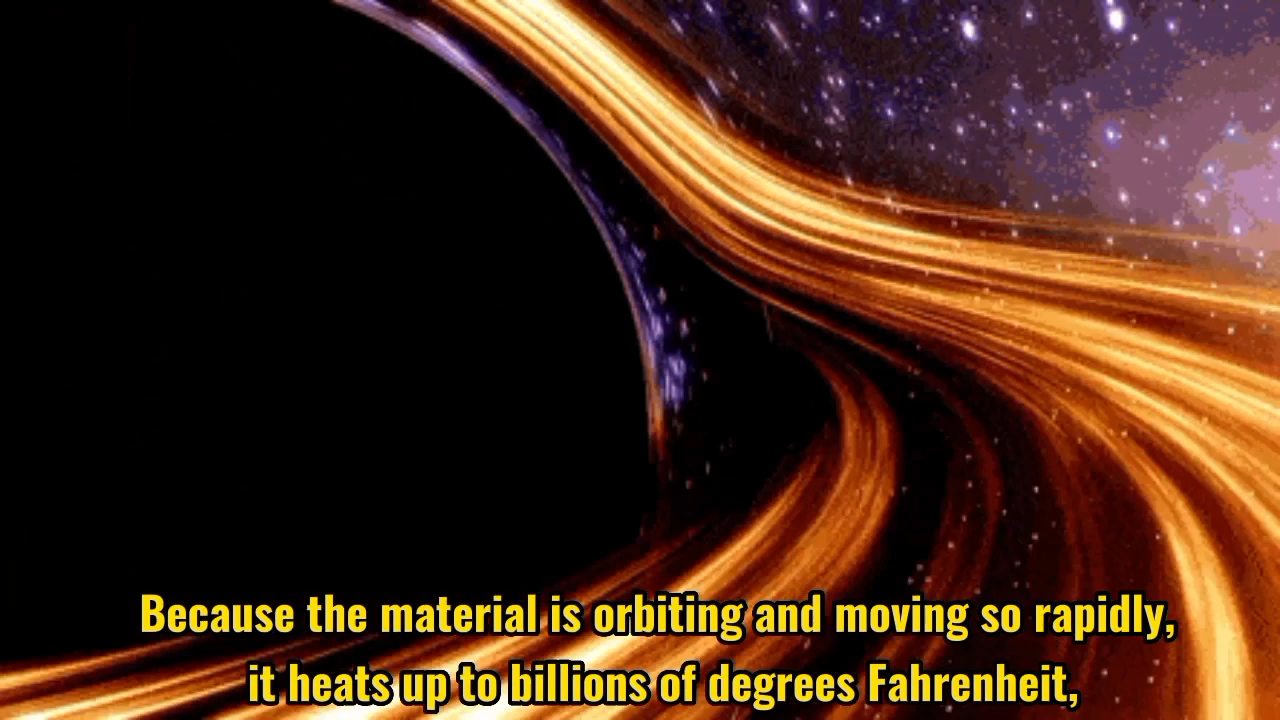 Because the material is orbiting and moving so rapidly,
it heats up to billions of degrees Fahrenheit,